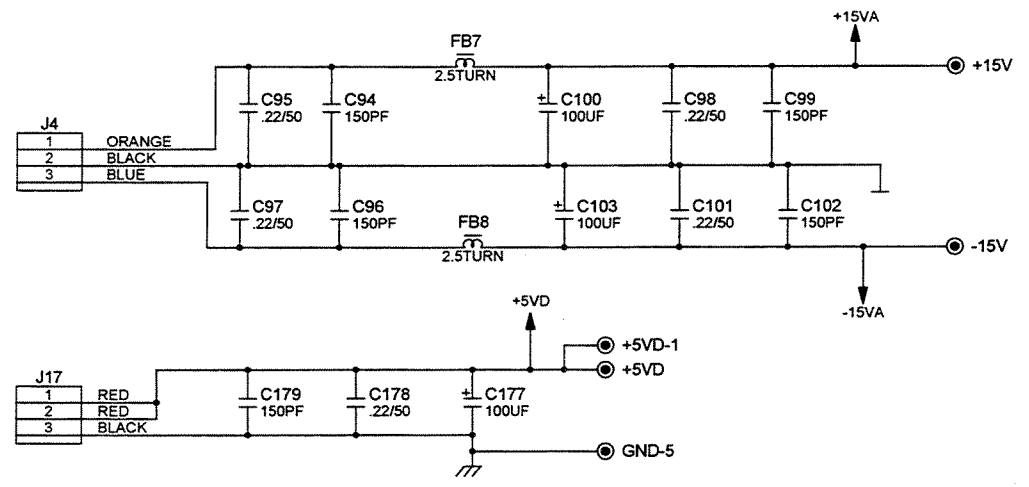 +15VA
FB7
2.5TURN
+15V
C95
.22/50
C94
150PF
C100
100UF
+
C98
.22/50
C99
150PF
J4
1 ORANGE
2 BLACK
3 BLUE
C97
.22/50
C96
150PF
FB8
2.5TURN
C103
100UF
+
C101
.22/50
C102
150PF
-15V
-15VA
+5VD
+5VD-1
+5VD
J17
1 RED
2 RED
3 BLACK
C179
150PF
C178
.22/50
C177
100UF
+
GND-5